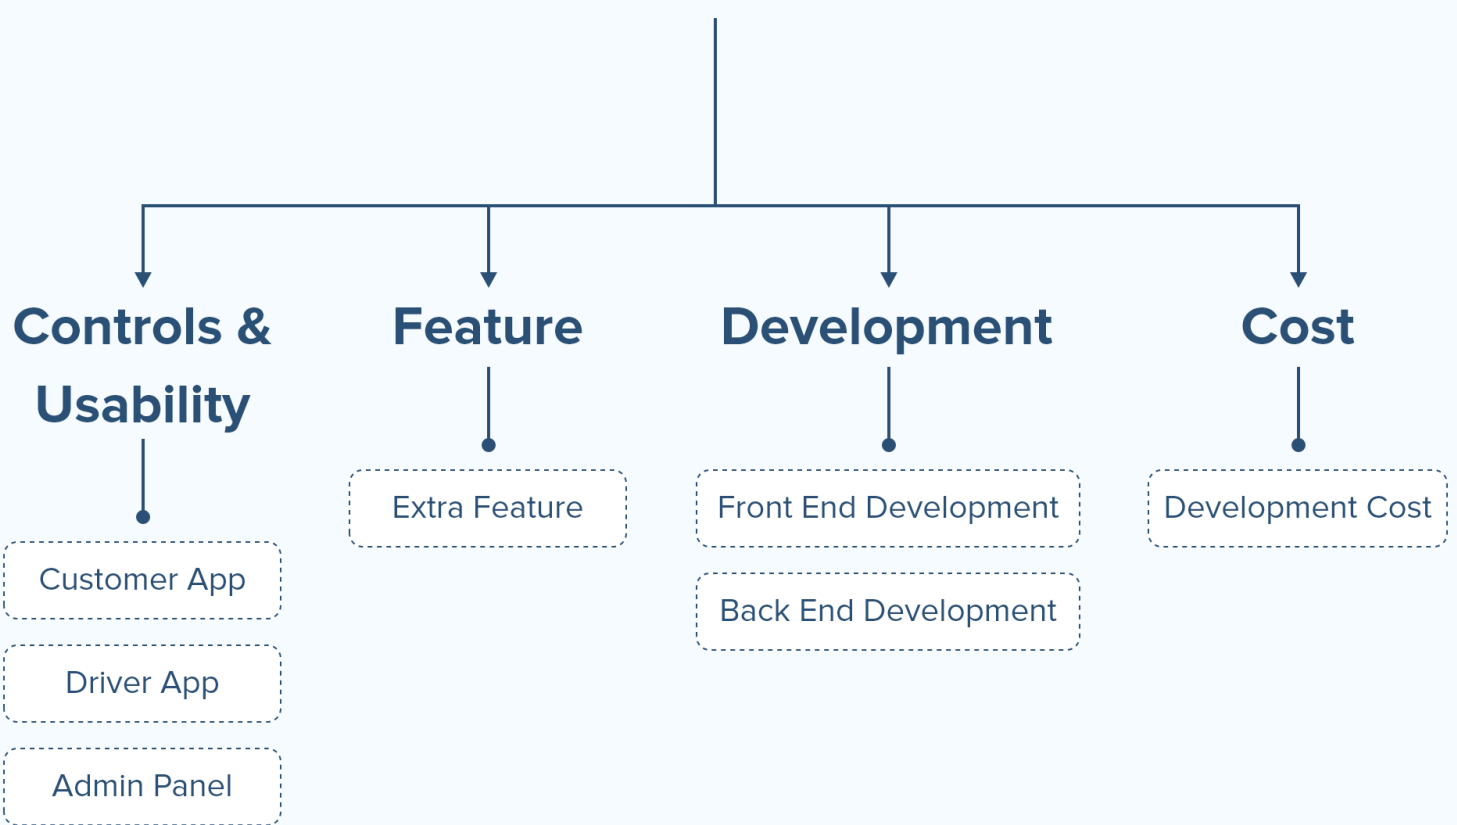 Controls &
Usability
Customer App
Driver App
Admin Panel
Feature
Extra Feature
Development
Front End Development
Back End Development
Cost
Development Cost